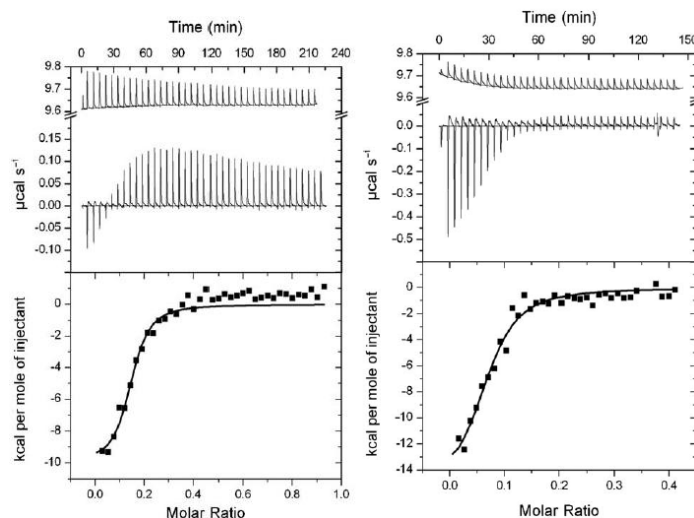 Time (min)
0 30 60 90 120 150 180 210 240
9.8
9.7
9.6
0.15
0.10
0.05
0.00
-0.05
-0.10
µcal s⁻¹
0
-2
-4
-6
-8
-10
kcal per mole of injectant
0.0 0.2 0.4 0.6 0.8 1.0
Molar Ratio
Time (min)
0 30 60 90 120 150
9.8
9.7
9.6
0.0
-0.1
-0.2
-0.3
-0.4
-0.5
µcal s⁻¹
0
-2
-4
-6
-8
-10
-12
-14
kcal per mole of injectant
0.0 0.1 0.2 0.3 0.4
Molar Ratio